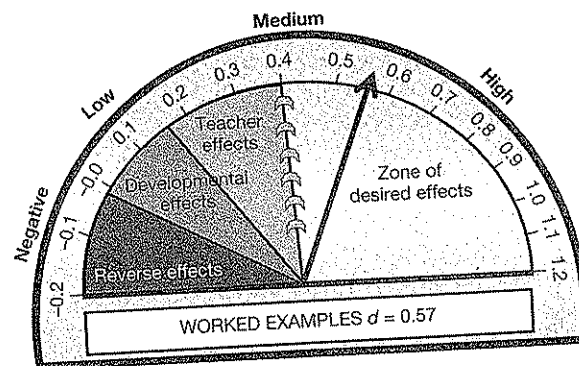 Medium
Low
High
Negative
-0.2
-0.1
-0.0
0.1
0.2
0.3
0.4
0.5
0.6
0.7
0.8
0.9
1.0
1.1
1.2
Teacher
effects
Developmental
effects
Reverse effects
Zone of
desired effects
WORKED EXAMPLES d = 0.57